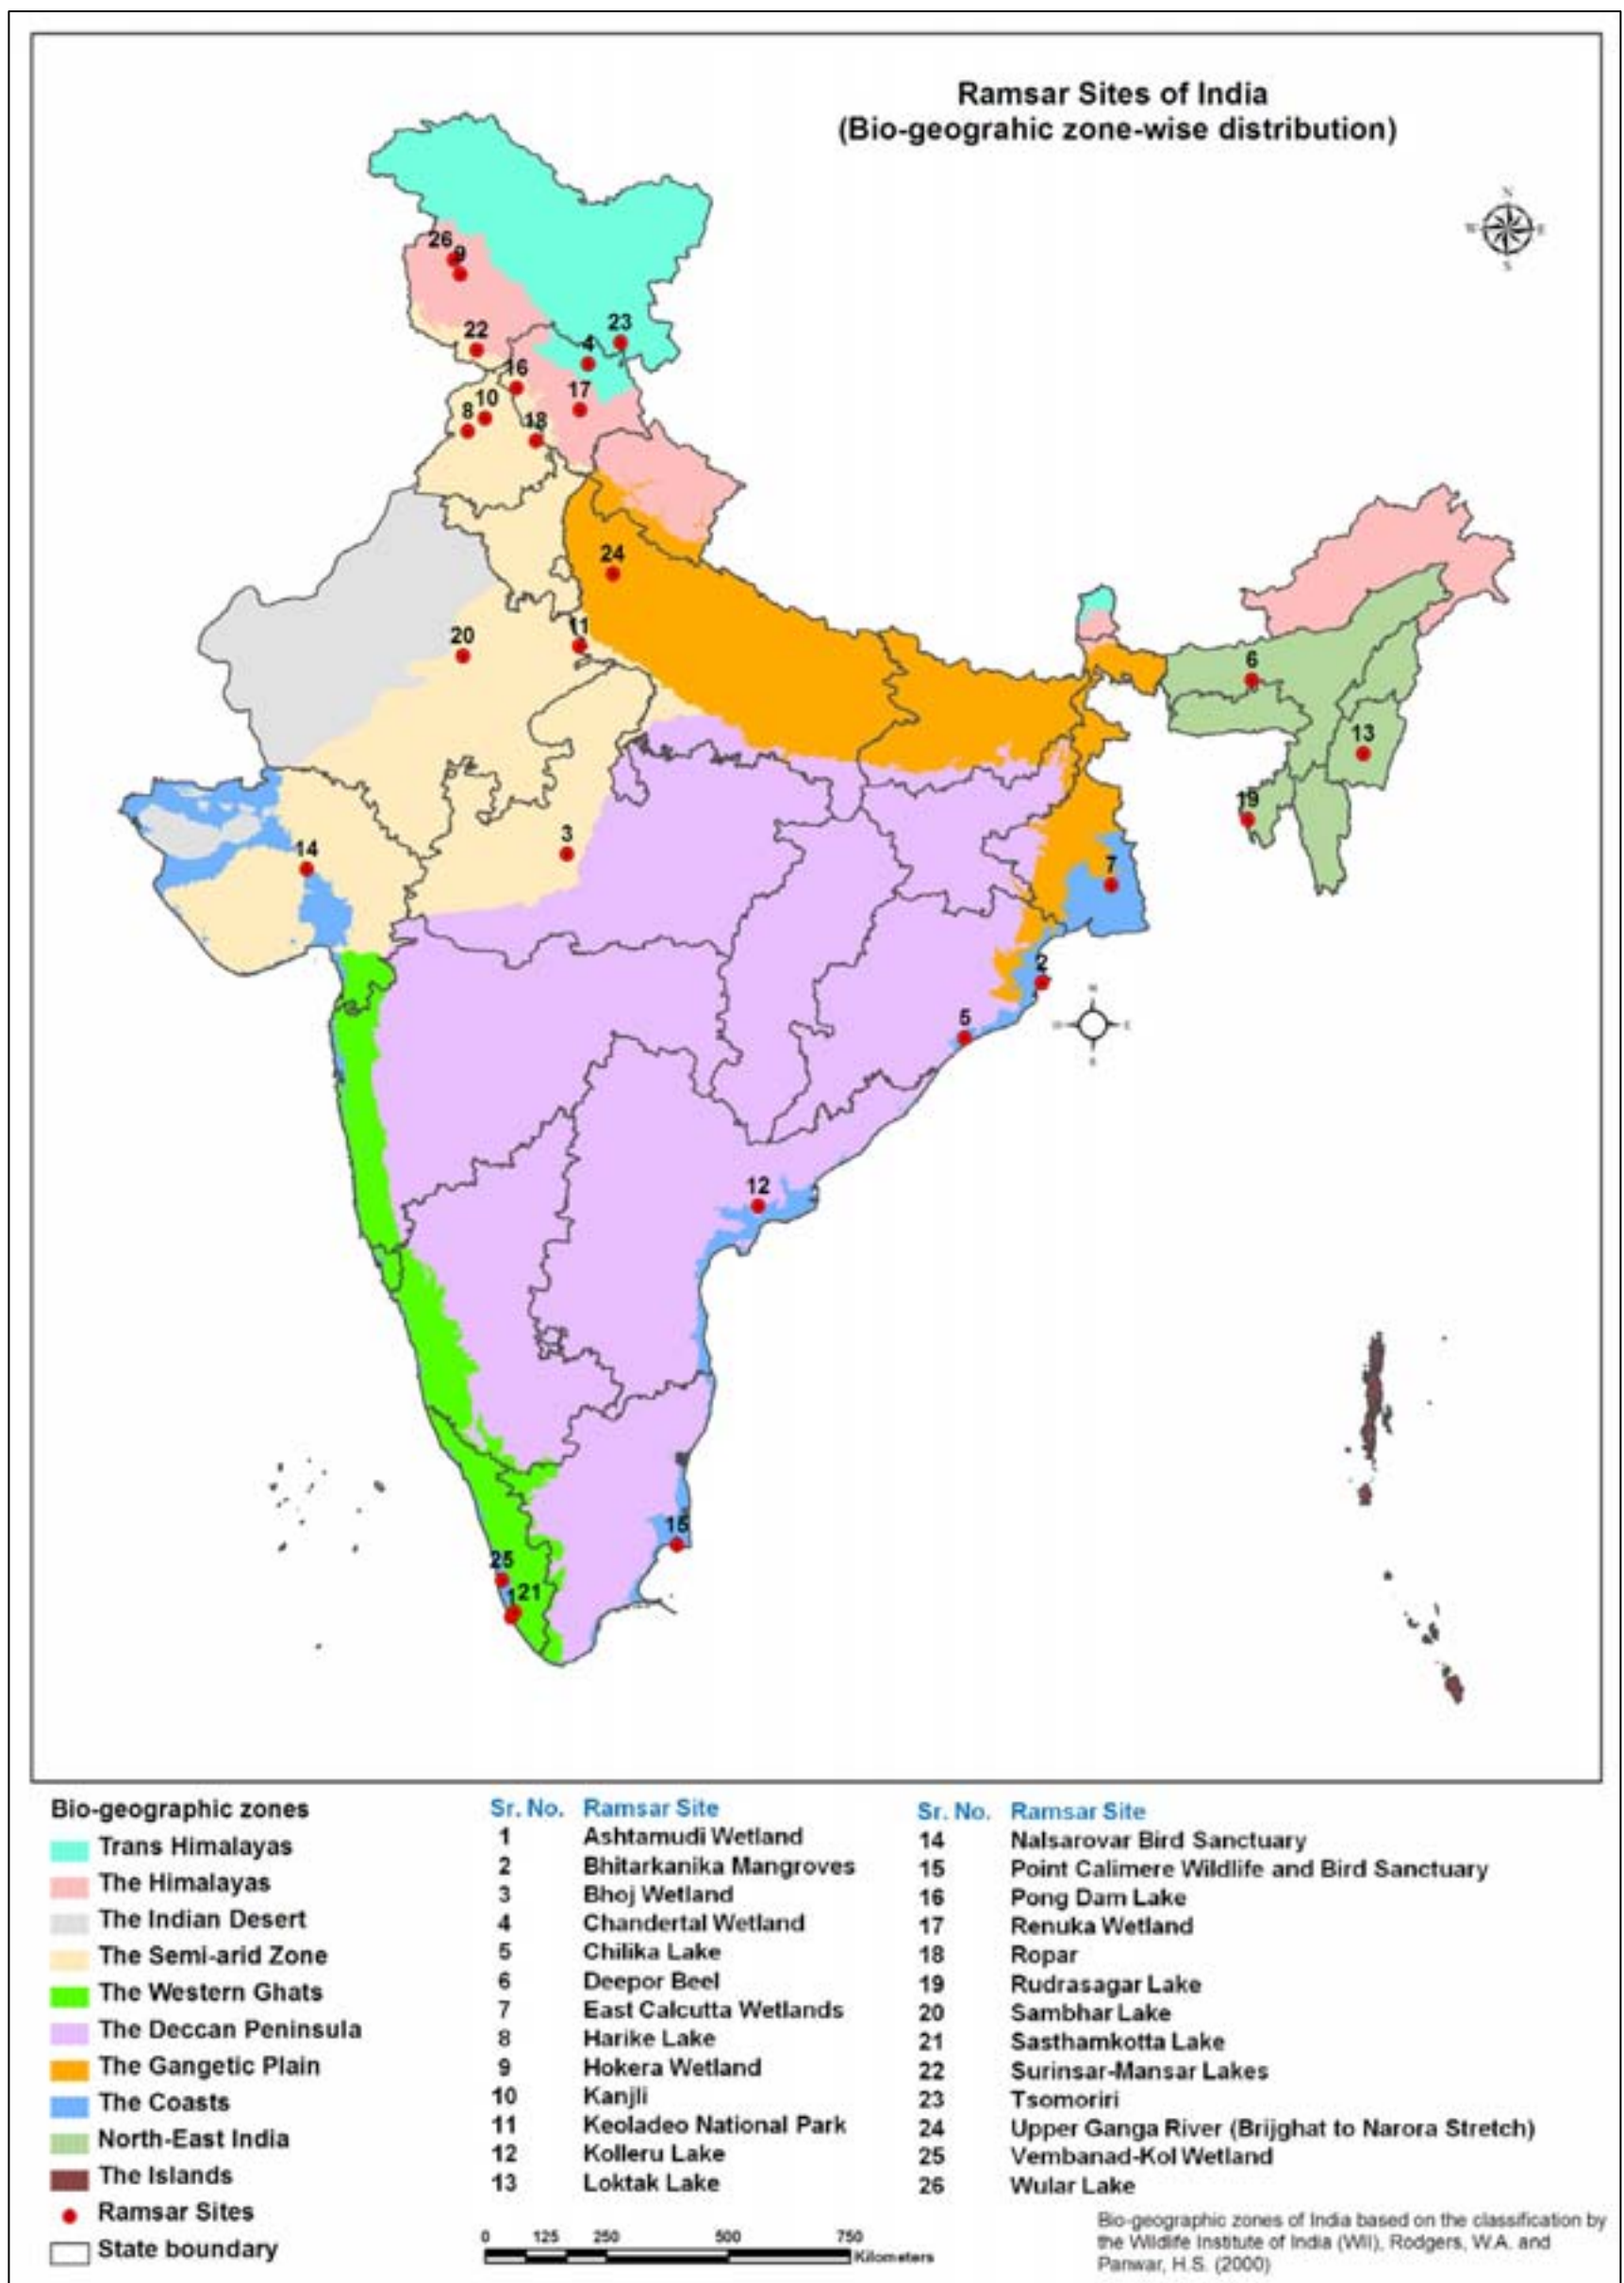 Ramsar Sites of India
(Bio-geograhic zone-wise distribution)
N
W E
S
26
9
23
22
4
16
17
10
8
18
24
11
20
6
13
19
3
14
7
2
N
E
S
5
12
15
25
1 21
Bio-geographic zones
Trans Himalayas
The Himalayas
The Indian Desert
The Semi-arid Zone
The Western Ghats
The Deccan Peninsula
The Gangetic Plain
The Coasts
North-East India
The Islands
Ramsar Sites
State boundary
Sr. No. Ramsar Site
1 Ashtamudi Wetland
2 Bhitarkanika Mangroves
3 Bhoj Wetland
4 Chandertal Wetland
5 Chilika Lake
6 Deepor Beel
7 East Calcutta Wetlands
8 Harike Lake
9 Hokera Wetland
10 Kanjli
11 Keoladeo National Park
12 Kolleru Lake
13 Loktak Lake
Sr. No. Ramsar Site
14 Nalsarovar Bird Sanctuary
15 Point Calimere Wildlife and Bird Sanctuary
16 Pong Dam Lake
17 Renuka Wetland
18 Ropar
19 Rudrasagar Lake
20 Sambhar Lake
21 Sasthamkotta Lake
22 Surinsar-Mansar Lakes
23 Tsomoriri
24 Upper Ganga River (Brijghat to Narora Stretch)
25 Vembanad-Kol Wetland
26 Wular Lake
0 125 250 500 750
Kilometers
Bio-geographic zones of India based on the classification by
the Wildlife Institute of India (WII), Rodgers, W.A. and
Panwar, H.S. (2000)